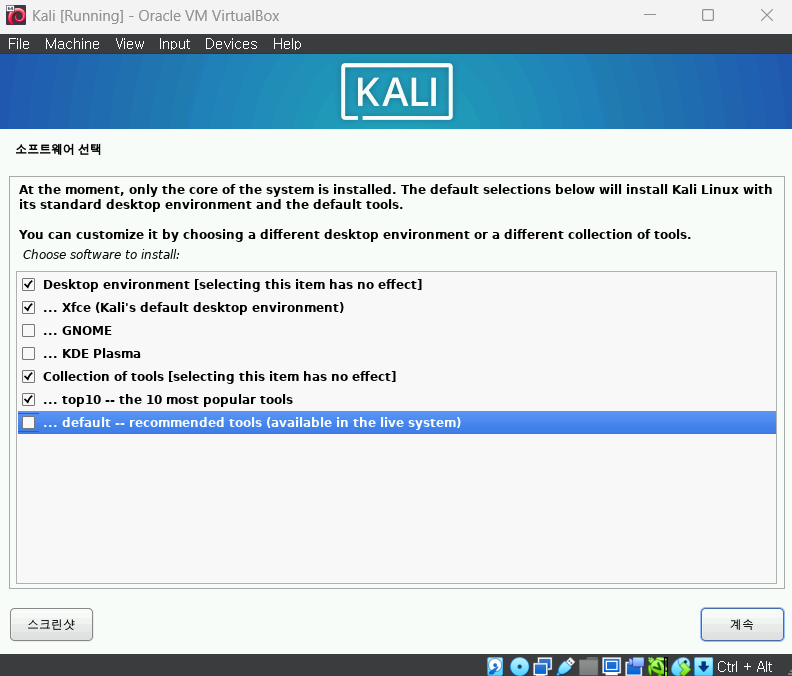 Kali [Running] - Oracle VM VirtualBox
File Machine View Input Devices Help
KALI
소프트웨어 선택
At the moment, only the core of the system is installed. The default selections below will install Kali Linux with
its standard desktop environment and the default tools.
You can customize it by choosing a different desktop environment or a different collection of tools.
Choose software to install:
Desktop environment [selecting this item has no effect]
... Xfce (Kali's default desktop environment)
... GNOME
... KDE Plasma
Collection of tools [selecting this item has no effect]
... top10 -- the 10 most popular tools
... default -- recommended tools (available in the live system)
스크린샷 계속
Ctrl + Alt